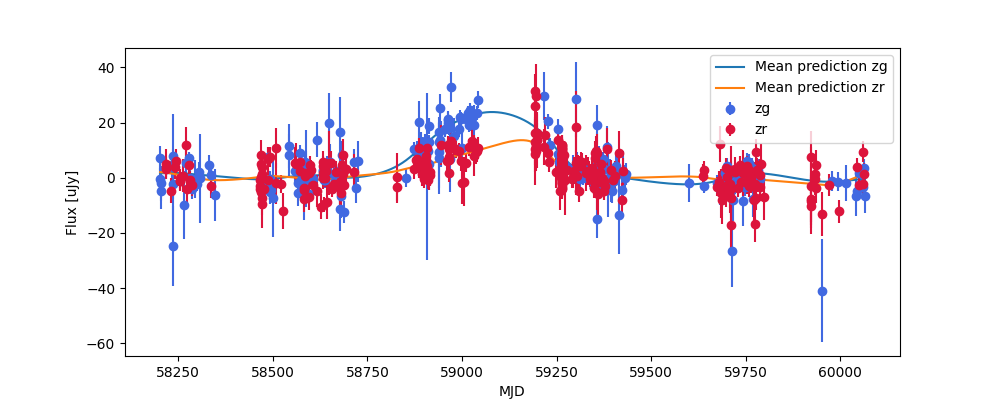 Mean prediction zg
Mean prediction zr
zg
zr
Flux [uJy]
40
20
0
−20
−40
−60
58250
58500
58750
59000
59250
59500
59750
60000
MJD